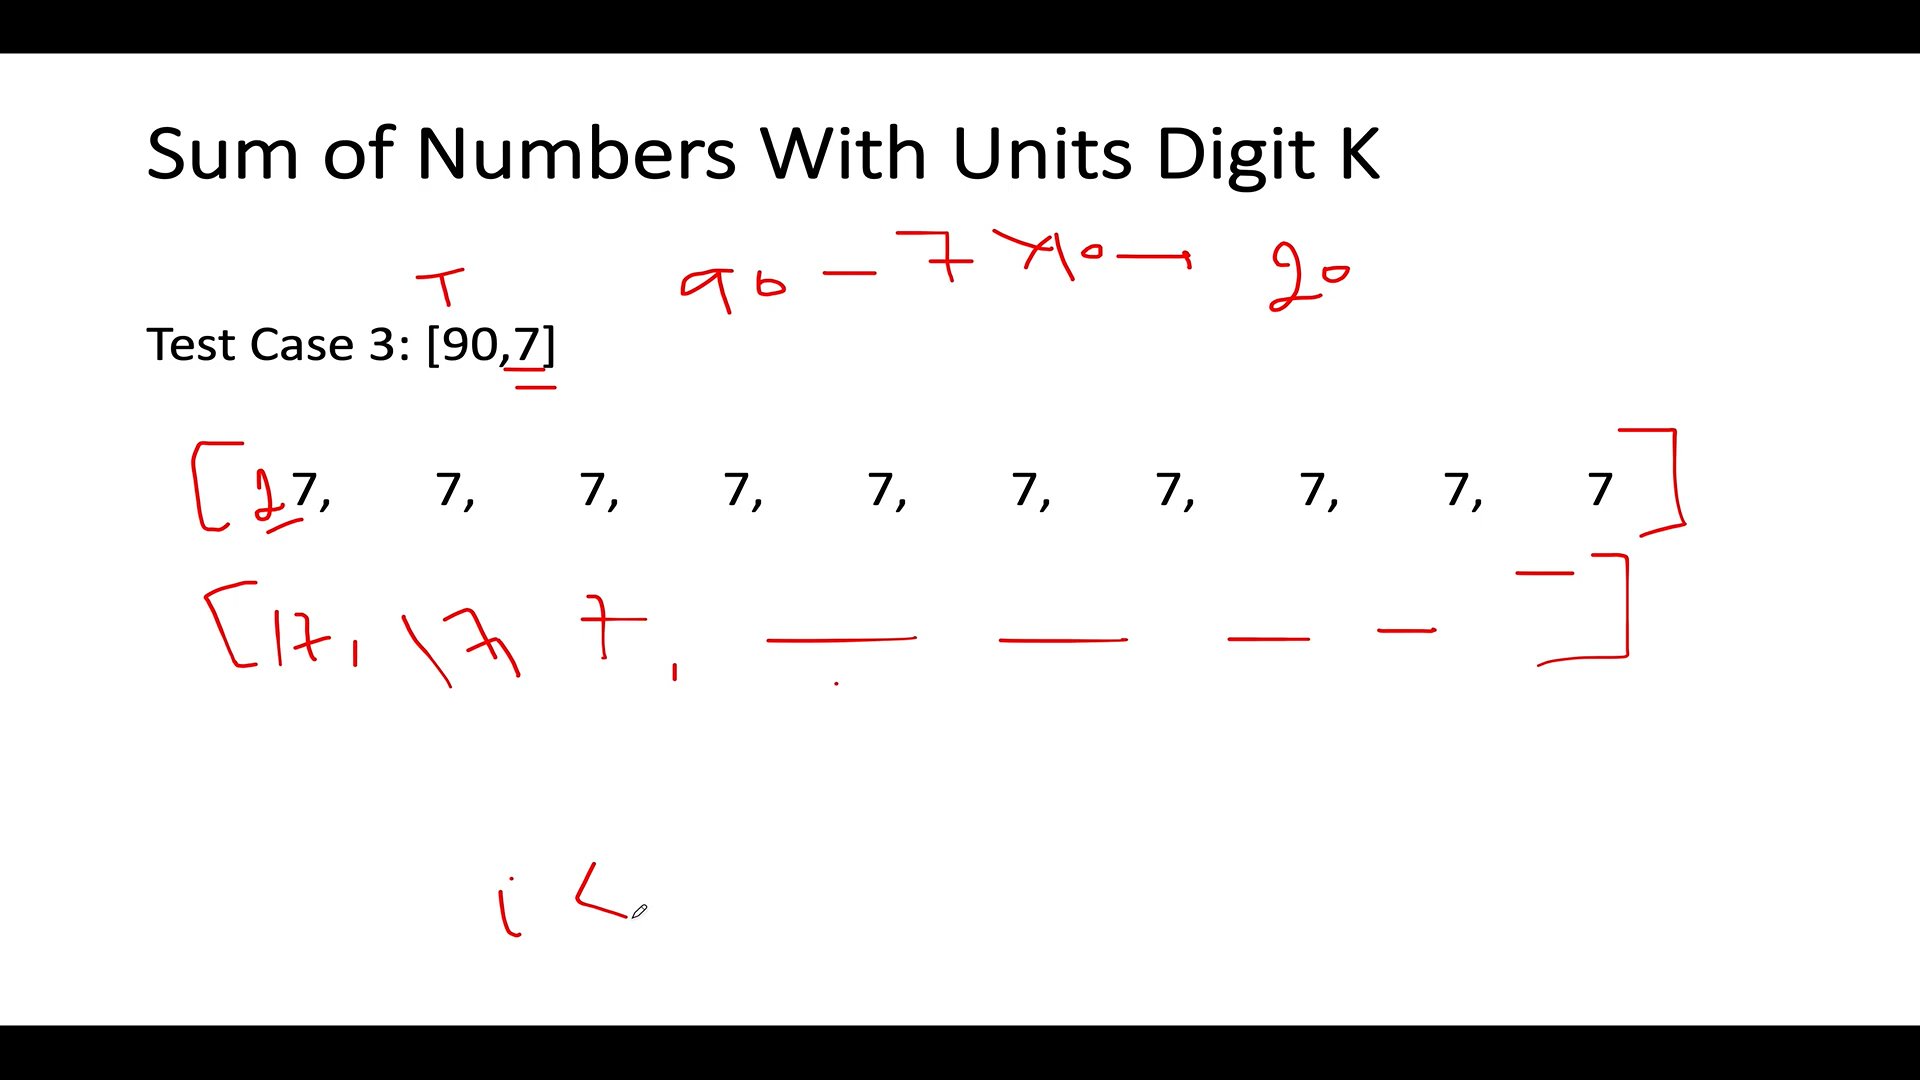 Sum of Numbers With Units Digit K
T 90 — 7 x 10 → 20
Test Case 3: [90,7]
[27, 7, 7, 7, 7, 7, 7, 7, 7, 7]
[17, 17, 7, — — — — —]
i <